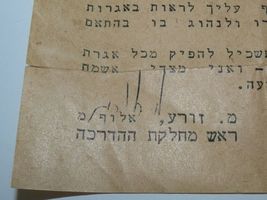 עליך לראות באגרות
ולנהוג בו בהתאם
שכיל להפיק מכל אגרת
- ואני מצדי אשמח
מ. זורע, אלוף מ
ראש מחלקת ההדרכה